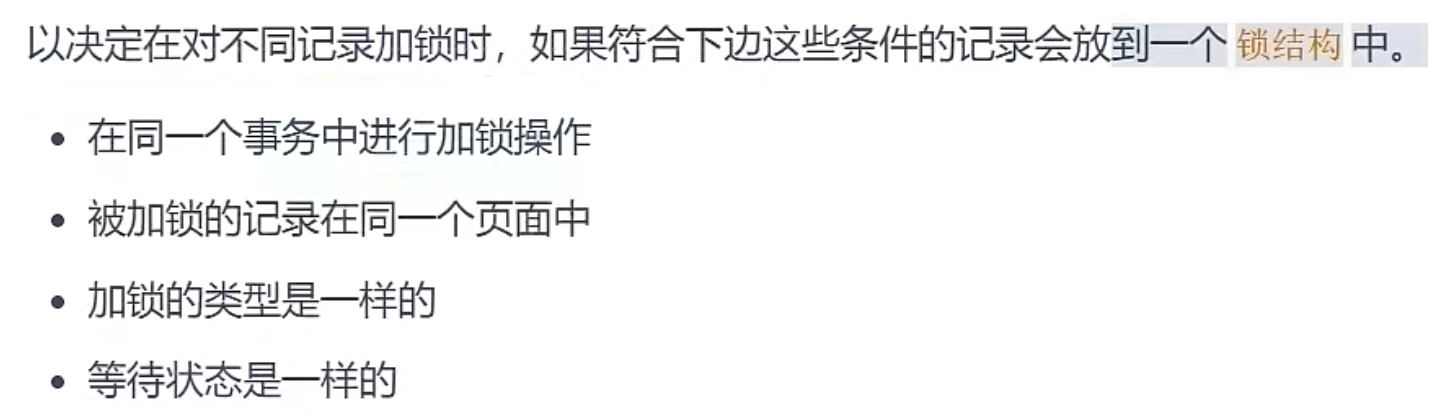 以决定在对不同记录加锁时，如果符合下边这些条件的记录会放到一个 锁结构 中。
• 在同一个事务中进行加锁操作
• 被加锁的记录在同一个页面中
• 加锁的类型是一样的
• 等待状态是一样的